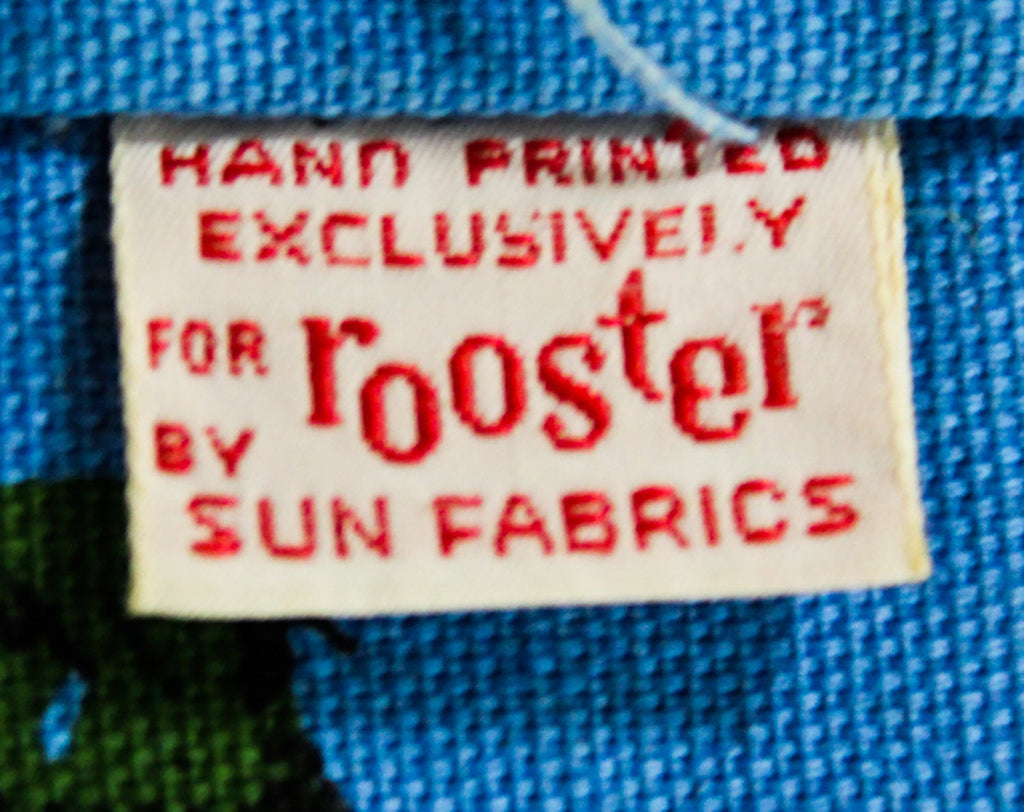 HAND PRINTED
EXCLUSIVELY
FOR rooster
BY
SUN FABRICS